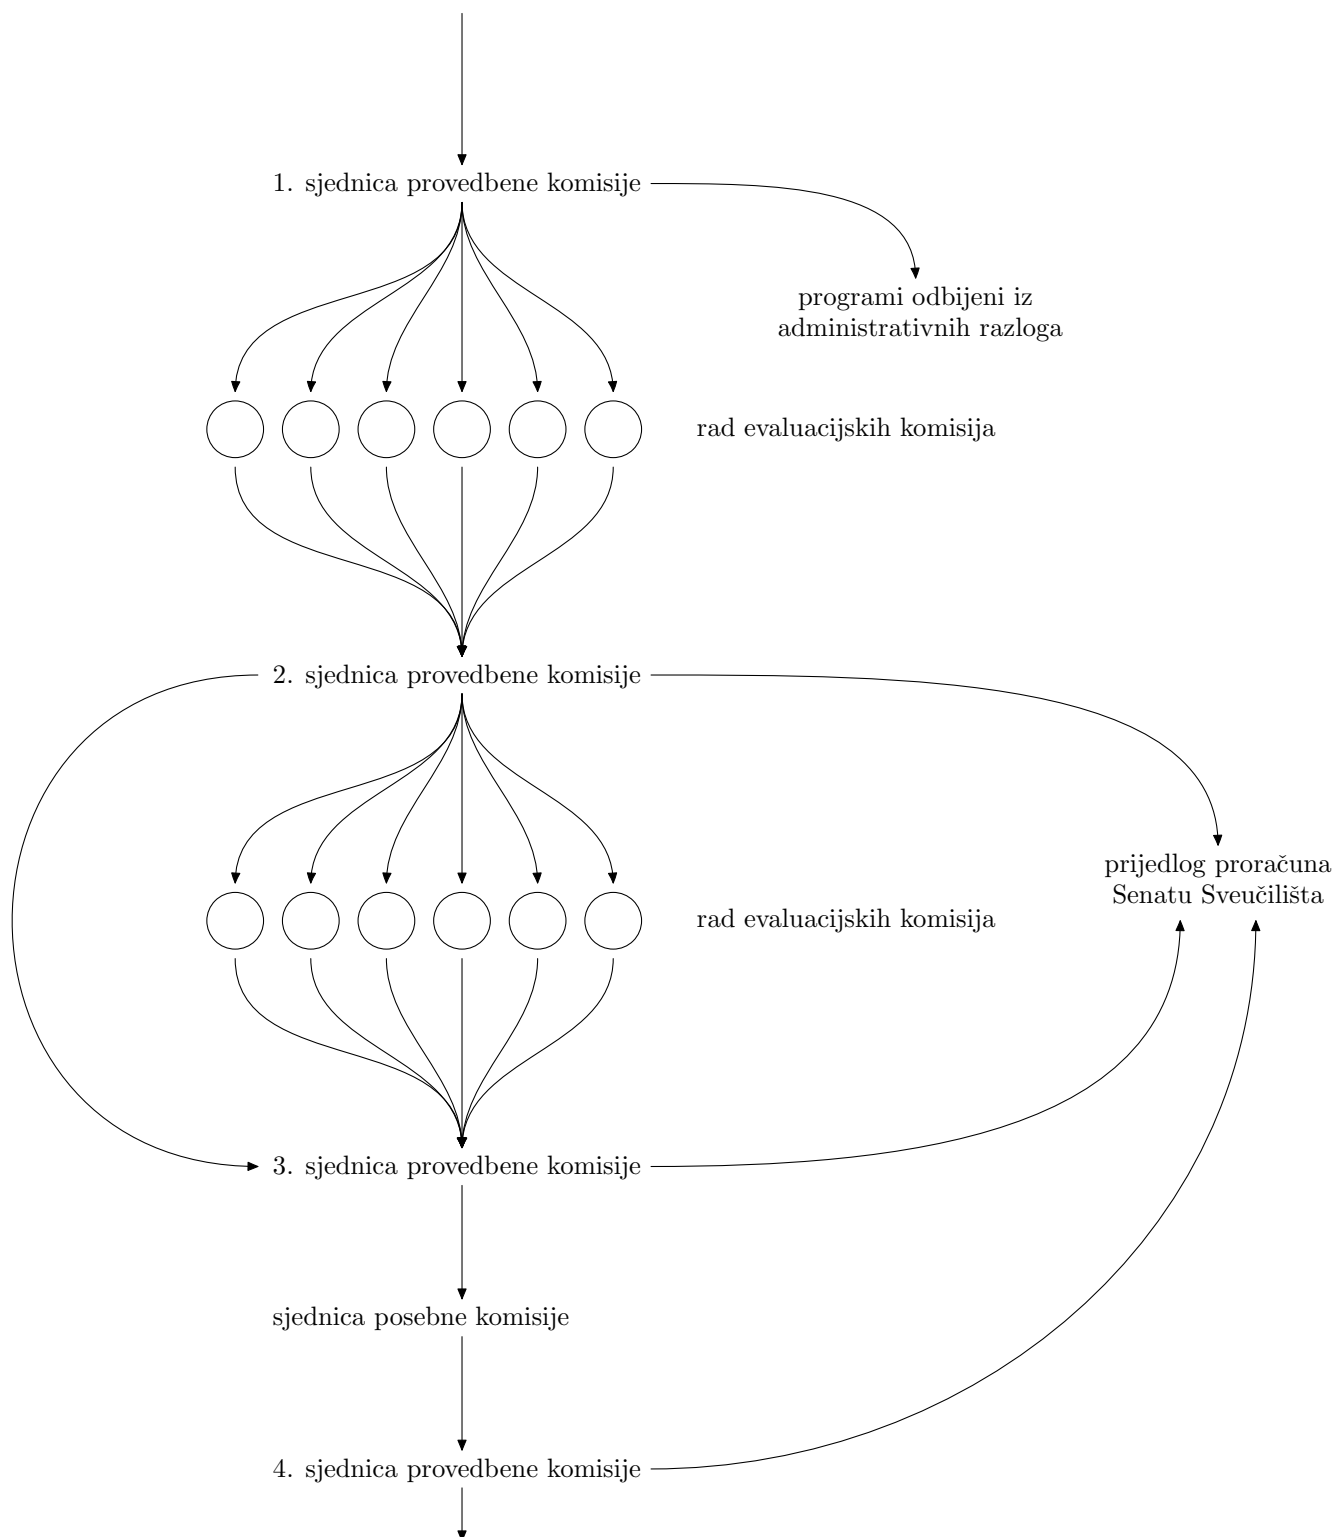 1. sjednica provedbene komisije
programi odbijeni iz
administrativnih razloga
rad evaluacijskih komisija
2. sjednica provedbene komisije
prijedlog proračuna
Senatu Sveučilišta
rad evaluacijskih komisija
3. sjednica provedbene komisije
sjednica posebne komisije
4. sjednica provedbene komisije